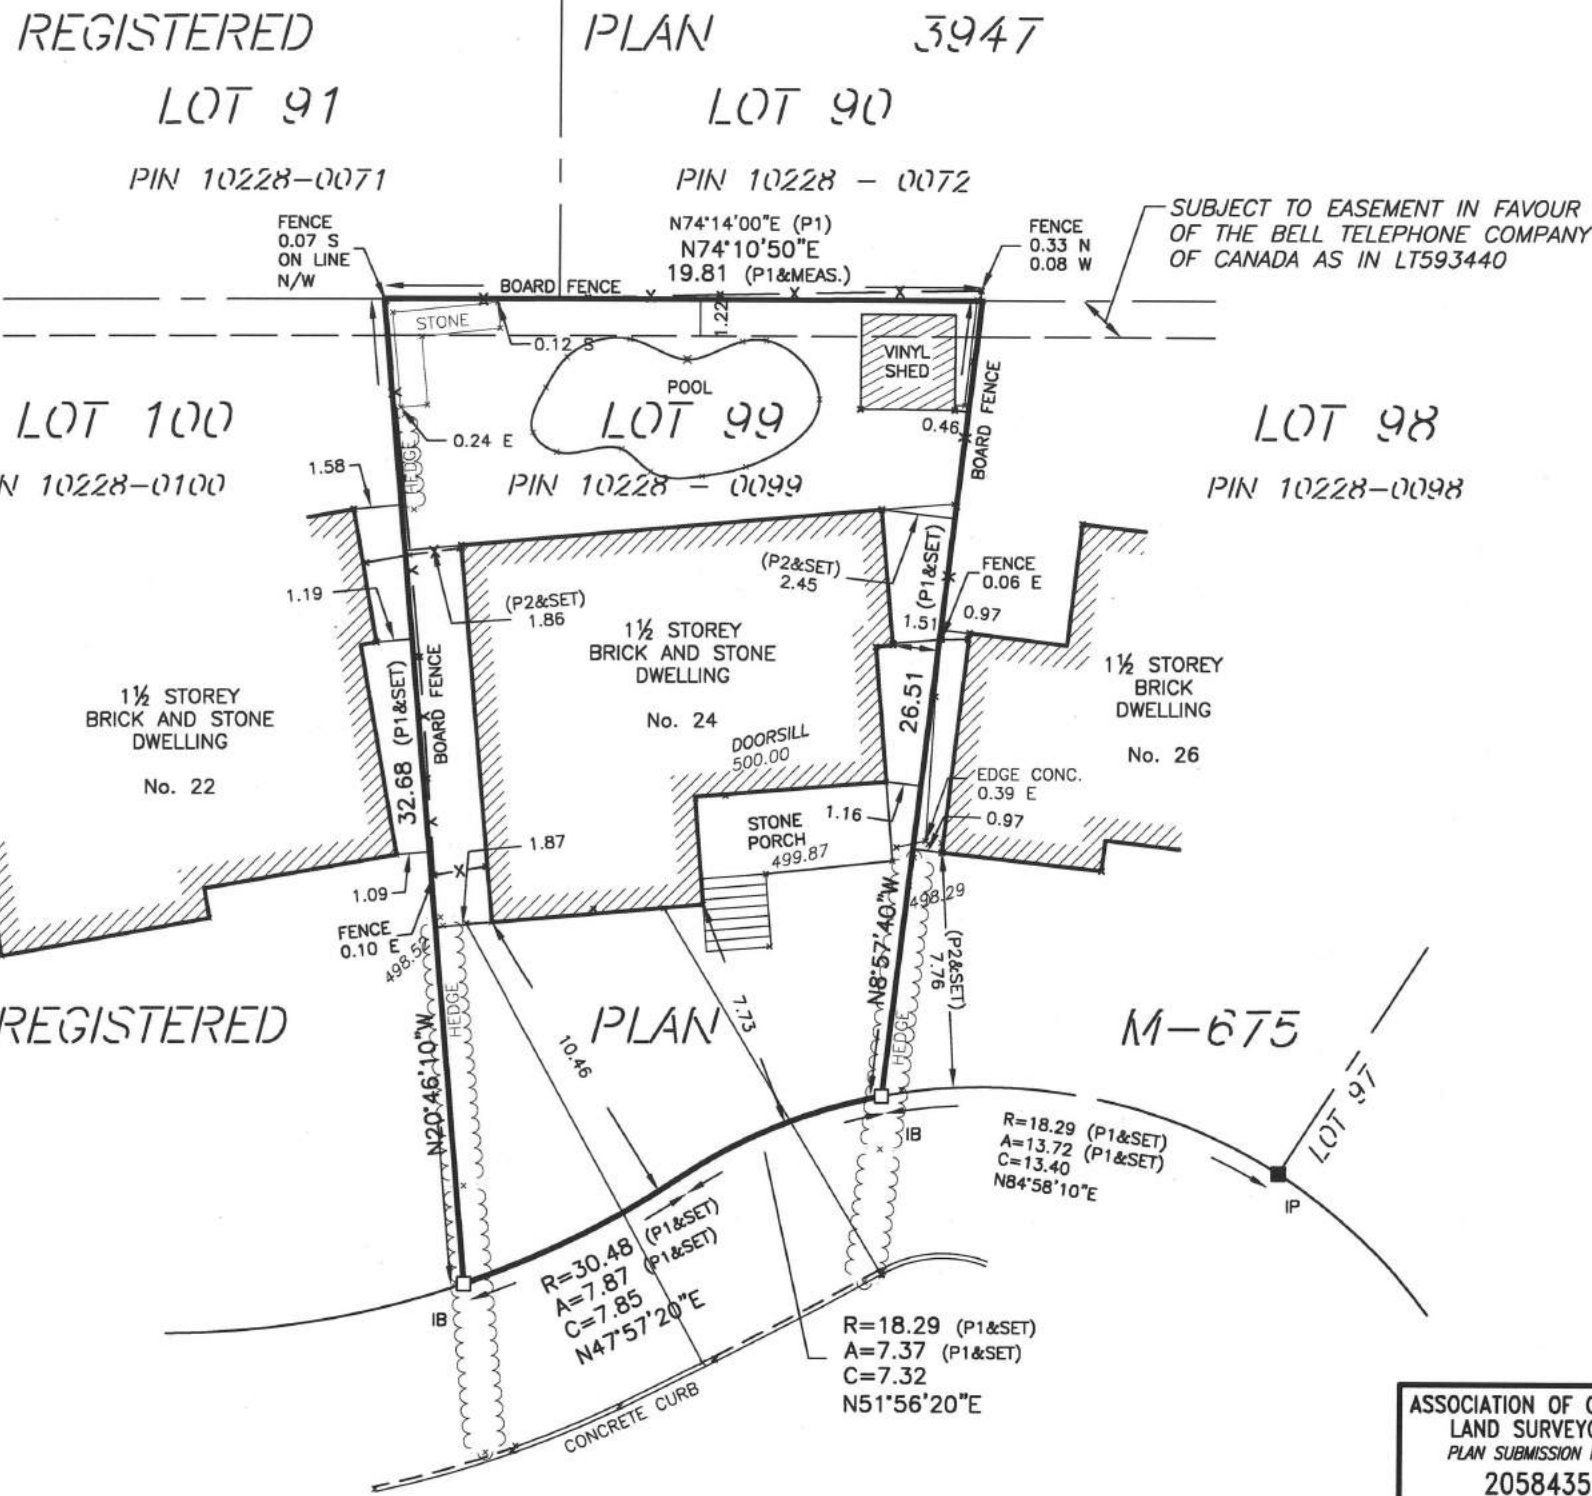 REGISTERED PLAN 3947
LOT 91
LOT 90
PIN 10228-0071
PIN 10228 - 0072
FENCE
0.07 S
ON LINE
N/W
N74°14'00"E (P1)
N74°10'50"E
19.81 (P1&MEAS.)
BOARD FENCE
FENCE
0.33 N
0.08 W
SUBJECT TO EASEMENT IN FAVOUR
OF THE BELL TELEPHONE COMPANY
OF CANADA AS IN LT593440
STONE
0.12 S
1.22
VINYL
SHED
POOL
LOT 100
N 10228-0100
LOT 99
PIN 10228 - 0099
LOT 98
PIN 10228-0098
0.24 E
HEDGE
0.46
BOARD FENCE
1.58
1.19
(P2&SET)
1.86
(P2&SET)
2.45
(P1&SET)
26.51
1.51
FENCE
0.06 E
0.97
1½ STOREY
BRICK AND STONE
DWELLING
No. 22
32.68 (P1&SET)
BOARD FENCE
1½ STOREY
BRICK AND STONE
DWELLING
No. 24
DOORSILL
500.00
1½ STOREY
BRICK
DWELLING
No. 26
EDGE CONC.
0.39 E
0.97
STONE
PORCH
499.87
1.16
1.87
1.09
FENCE
0.10 E
498.52
498.29
REGISTERED PLAN M-675
N20°46'10"W
HEDGE
10.46
7.73
N8°57'40"W
HEDGE
(P2&SET)
7.76
LOT 97
IB
IB
IP
R=18.29 (P1&SET)
A=13.72 (P1&SET)
C=13.40
N84°58'10"E
R=30.48 (P1&SET)
A=7.87 (P1&SET)
C=7.85
N47°57'20"E
R=18.29 (P1&SET)
A=7.37 (P1&SET)
C=7.32
N51°56'20"E
CONCRETE CURB
ASSOCIATION OF
LAND SURVEYO
PLAN SUBMISSION
2058435